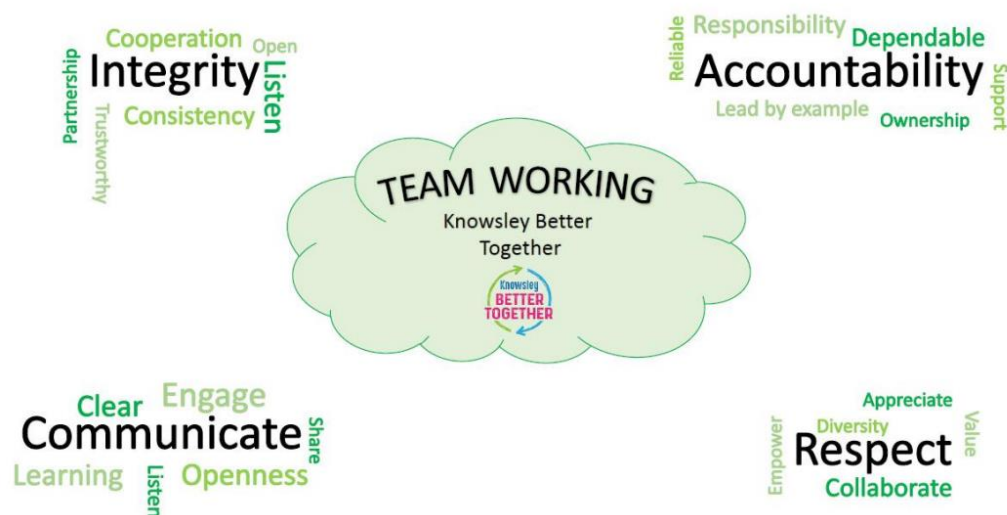 Cooperation
Open
Partnership
Integrity
Listen
Trustworthy
Consistency
Reliable
Responsibility
Dependable
Accountability
Support
Lead by example
Ownership
TEAM WORKING
Knowsley Better
Together
Knowsley
BETTER
TOGETHER
Clear
Engage
Communicate
Share
Learning
Listen
Openness
Appreciate
Empower
Diversity
Value
Respect
Collaborate